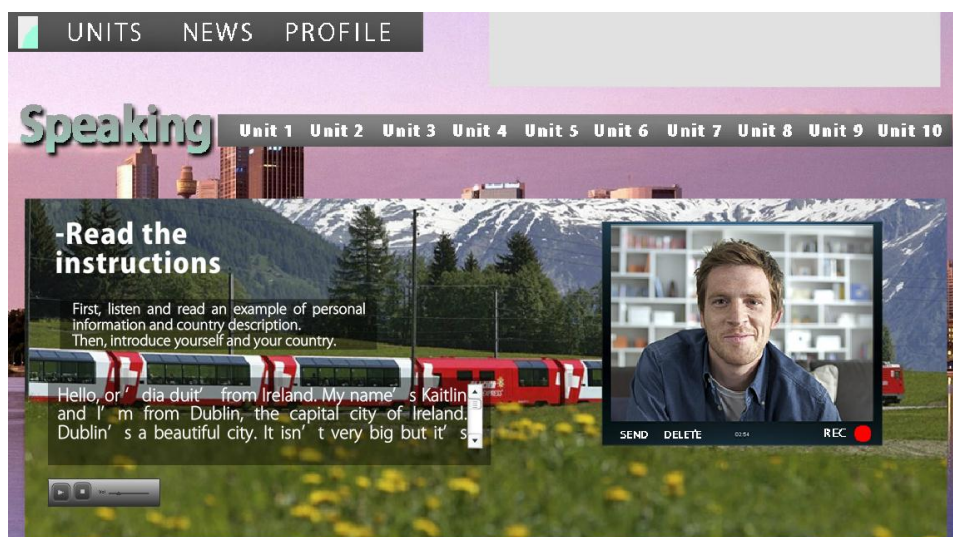 UNITS NEWS PROFILE
Speaking
Unit 1 Unit 2 Unit 3 Unit 4 Unit 5 Unit 6 Unit 7 Unit 8 Unit 9 Unit 10
-Read the
instructions
First, listen and read an example of personal
information and country description.
Then, introduce yourself and your country.
Hello, or’ dia duit’ from Ireland. My name’ s Kaitlin
and I’ m from Dublin, the capital city of Ireland.
Dublin’ s a beautiful city. It isn’ t very big but it’ s
SEND DELETE 03:54 REC